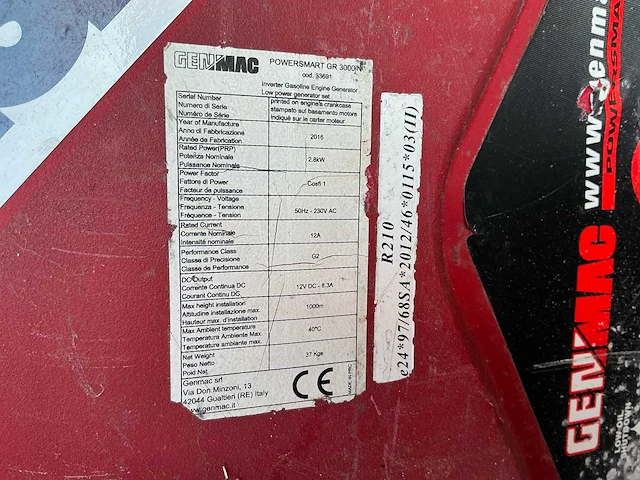 GENMAC
POWERSMART GR 3000iN
cod. 33691
Inverter Gasoline Engine Generator
Low power generator set
Serial Number
Numero di Serie
Numéro de Série
printed on engine's crankcase
stampato sul basamento motore
indiqué sur le carter moteur
Year of Manufacture
Anno di Fabbricazione
Année de Fabrication
2016
Rated Power(PRP)
Potenza Nominale
Puissance Nominale
2.8kW
Power Factor
Fattore di Power
Facteur de puissance
Cosfi 1
Frequency - Voltage
Frequenza - Tensione
Fréquence - Tension
50Hz - 230V AC
Rated Current
Corrente Nominale
Intensité nominale
12A
Performance Class
Classe di Precisione
Classe de Performance
G2
DC Output
Corrente Continua DC
Courant Continu DC
12V DC - 8.3A
Max height installation
Altitudine installazione max.
Hauteur max. d'installation
1000m
Max Ambient temperature
Temperatura Ambiente Max.
Temperature ambiante max.
40°C
Net Weight
Peso Netto
Poid Net
37 Kgs
Genmac srl
Via Don Minzoni, 13
42044 Gualtieri (RE) Italy
www.genmac.it
CE
MADE IN PRC
R210
e24*97/68SA*2012/46*0115*03(II)
www.genma
POWERSMA
GENMAC
LOW OIL
SHUTDOWN